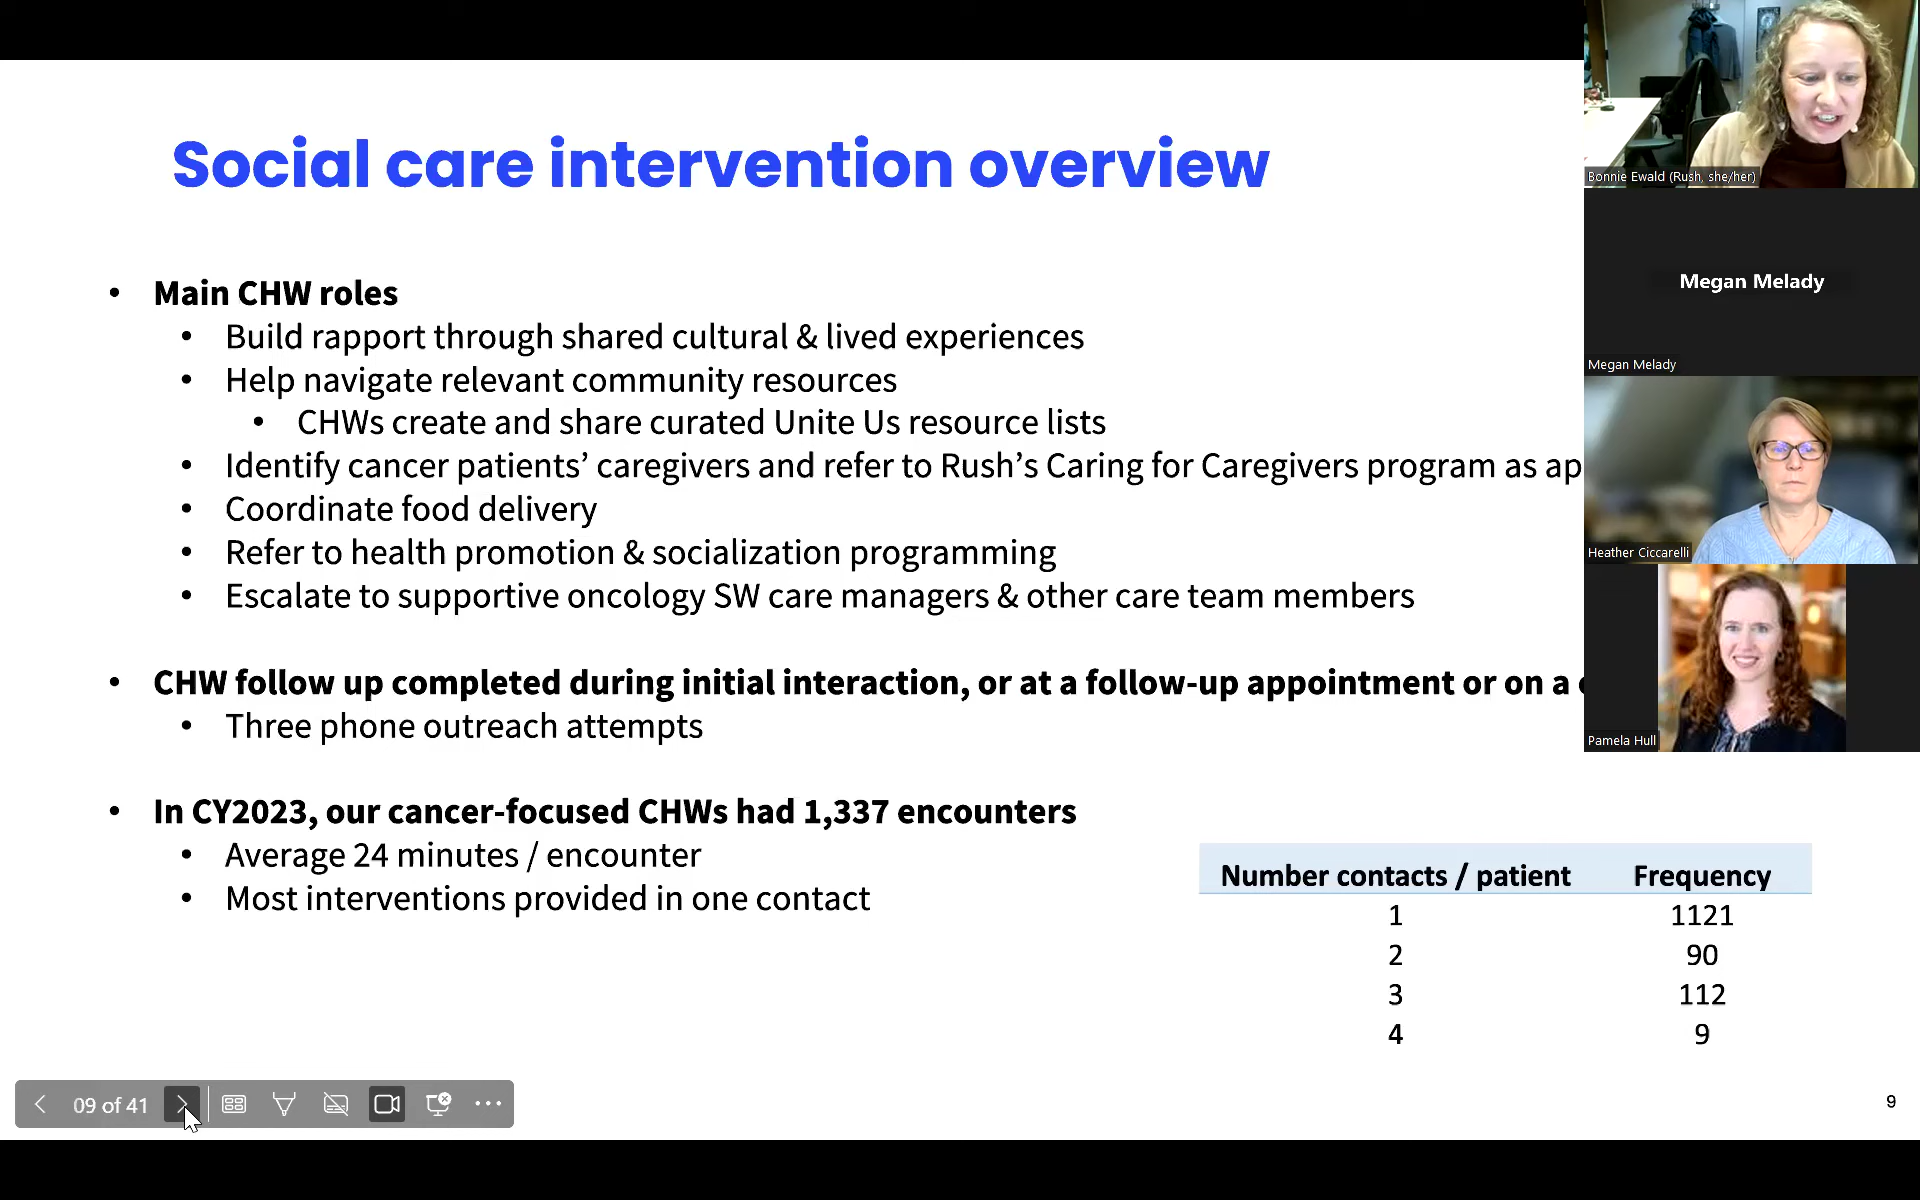 Social care intervention overview
• Main CHW roles
• Build rapport through shared cultural & lived experiences
• Help navigate relevant community resources
• CHWs create and share curated Unite Us resource lists
• Identify cancer patients’ caregivers and refer to Rush’s Caring for Caregivers program as ap
• Coordinate food delivery
• Refer to health promotion & socialization programming
• Escalate to supportive oncology SW care managers & other care team members
• CHW follow up completed during initial interaction, or at a follow-up appointment or on a
• Three phone outreach attempts
• In CY2023, our cancer-focused CHWs had 1,337 encounters
• Average 24 minutes / encounter
• Most interventions provided in one contact
Number contacts / patient Frequency
1 1121
2 90
3 112
4 9
09 of 41
9
Bonnie Ewald (Rush, she/her)
Megan Melady
Megan Melady
Heather Ciccarelli
Pamela Hull